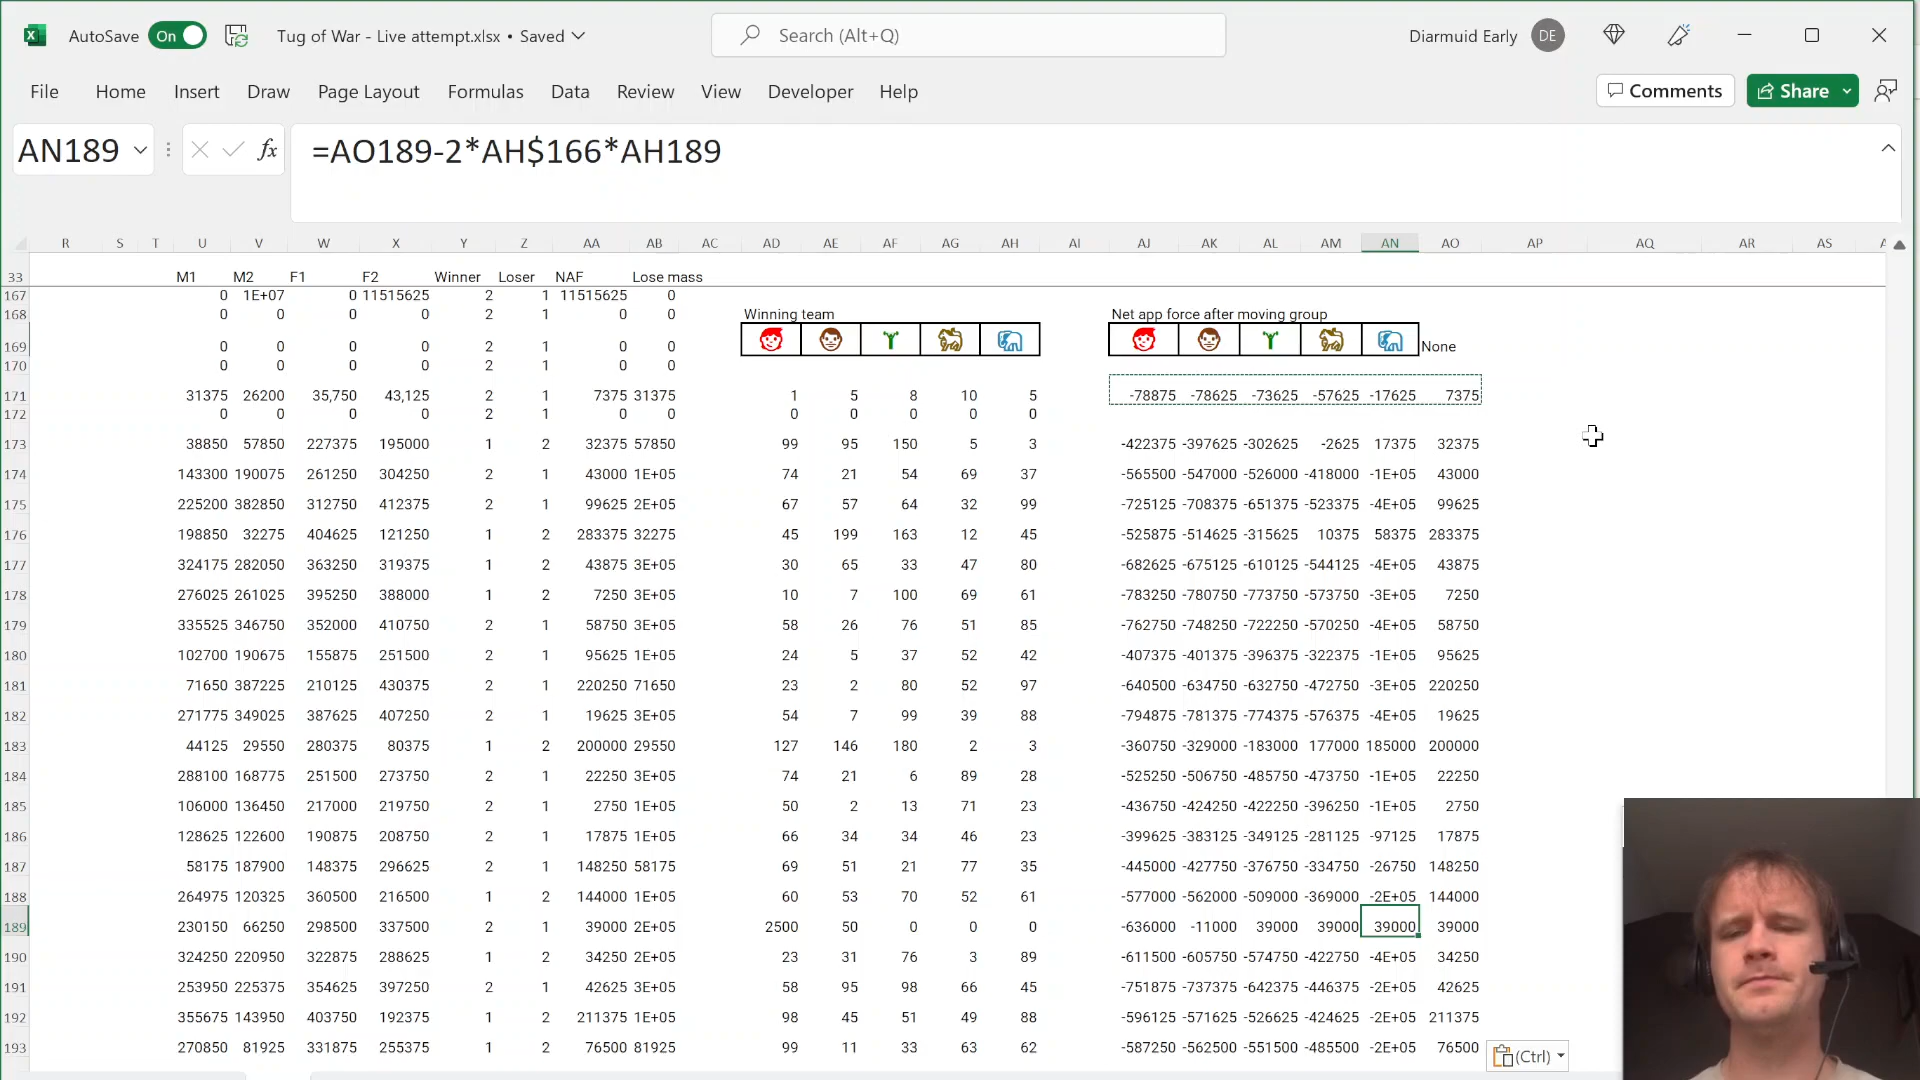 AutoSave On Tug of War - Live attempt.xlsx • Saved Search (Alt+Q) Diarmuid Early DE
File Home Insert Draw Page Layout Formulas Data Review View Developer Help Comments Share
AN189 fx =AO189-2*AH$166*AH189
R S T U V W X Y Z AA AB AC AD AE AF AG AH AI AJ AK AL AM AN AO AP AQ AR AS
33 M1 M2 F1 F2 Winner Loser NAF Lose mass
167 0 1E+07 0 11515625 2 1 11515625 0
168 0 0 0 0 2 1 0 0 Winning team Net app force after moving group
169 0 0 0 0 2 1 0 0 None
170 0 0 0 0 2 1 0 0
171 31375 26200 35,750 43,125 2 1 7375 31375 1 5 8 10 5 -78875 -78625 -73625 -57625 -17625 7375
172 0 0 0 0 2 1 0 0 0 0 0 0 0
173 38850 57850 227375 195000 1 2 32375 57850 99 95 150 5 3 -422375 -397625 -302625 -2625 17375 32375
174 143300 190075 261250 304250 2 1 43000 1E+05 74 21 54 69 37 -565500 -547000 -526000 -418000 -1E+05 43000
175 225200 382850 312750 412375 2 1 99625 2E+05 67 57 64 32 99 -725125 -708375 -651375 -523375 -4E+05 99625
176 198850 32275 404625 121250 1 2 283375 32275 45 199 163 12 45 -525875 -514625 -315625 10375 58375 283375
177 324175 282050 363250 319375 1 2 43875 3E+05 30 65 33 47 80 -682625 -675125 -610125 -544125 -4E+05 43875
178 276025 261025 395250 388000 1 2 7250 3E+05 10 7 100 69 61 -783250 -780750 -773750 -573750 -3E+05 7250
179 335525 346750 352000 410750 2 1 58750 3E+05 58 26 76 51 85 -762750 -748250 -722250 -570250 -4E+05 58750
180 102700 190675 155875 251500 2 1 95625 1E+05 24 5 37 52 42 -407375 -401375 -396375 -322375 -1E+05 95625
181 71650 387225 210125 430375 2 1 220250 71650 23 2 80 52 97 -640500 -634750 -632750 -472750 -3E+05 220250
182 271775 349025 387625 407250 2 1 19625 3E+05 54 7 99 39 88 -794875 -781375 -774375 -576375 -4E+05 19625
183 44125 29550 280375 80375 1 2 200000 29550 127 146 180 2 3 -360750 -329000 -183000 177000 185000 200000
184 288100 168775 251500 273750 2 1 22250 3E+05 74 21 6 89 28 -525250 -506750 -485750 -473750 -1E+05 22250
185 106000 136450 217000 219750 2 1 2750 1E+05 50 2 13 71 23 -436750 -424250 -422250 -396250 -1E+05 2750
186 128625 122600 190875 208750 2 1 17875 1E+05 66 34 34 46 23 -399625 -383125 -349125 -281125 -97125 17875
187 58175 187900 148375 296625 2 1 148250 58175 69 51 21 77 35 -445000 -427750 -376750 -334750 -26750 148250
188 264975 120325 360500 216500 1 2 144000 1E+05 60 53 70 52 61 -577000 -562000 -509000 -369000 -2E+05 144000
189 230150 66250 298500 337500 2 1 39000 2E+05 2500 50 0 0 0 -636000 -11000 39000 39000 39000 39000
190 324250 220950 322875 288625 1 2 34250 2E+05 23 31 76 3 89 -611500 -605750 -574750 -422750 -4E+05 34250
191 253950 225375 354625 397250 2 1 42625 3E+05 58 95 98 66 45 -751875 -737375 -642375 -446375 -2E+05 42625
192 355675 143950 403750 192375 1 2 211375 1E+05 98 45 51 49 88 -596125 -571625 -526625 -424625 -2E+05 211375
193 270850 81925 331875 255375 1 2 76500 81925 99 11 33 63 62 -587250 -562500 -551500 -485500 -2E+05 76500
(Ctrl)